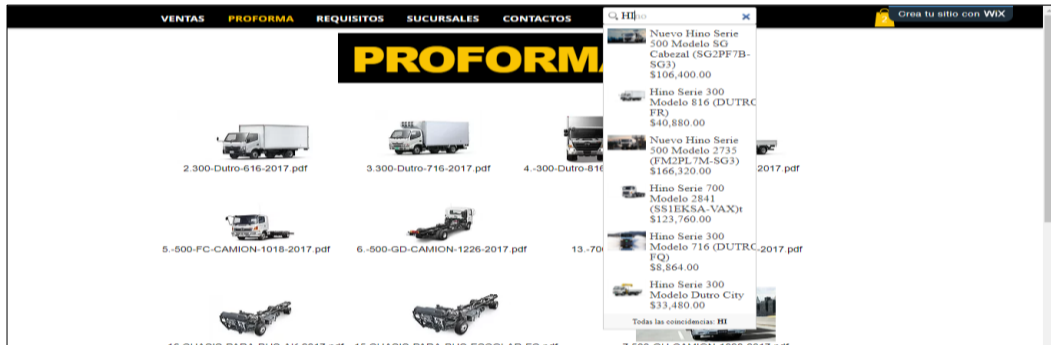 VENTAS PROFORMA REQUISITOS SUCURSALES CONTACTOS
HI
Crea tu sitio con WiX
PROFORM
Nuevo Hino Serie
500 Modelo SG
Cabezal (SG2PF7B-
SG3)
$106,400.00
Hino Serie 300
Modelo 816 (DUTRO
FR)
$40,880.00
Nuevo Hino Serie
500 Modelo 2735
(FM2PL7M-SG3)
$166,320.00
Hino Serie 700
Modelo 2841
(SS1EKSA-VAX)t
$123,760.00
Hino Serie 300
Modelo 716 (DUTRO
FQ)
$8,864.00
Hino Serie 300
Modelo Dutro City
$33,480.00
Todas las coincidencias: HI
2.300-Dutro-616-2017.pdf
3.300-Dutro-716-2017.pdf
4.-300-Dutro-816
2017.pdf
5.-500-FC-CAMION-1018-2017.pdf
6.-500-GD-CAMION-1226-2017.pdf
13.-70
-2017.pdf